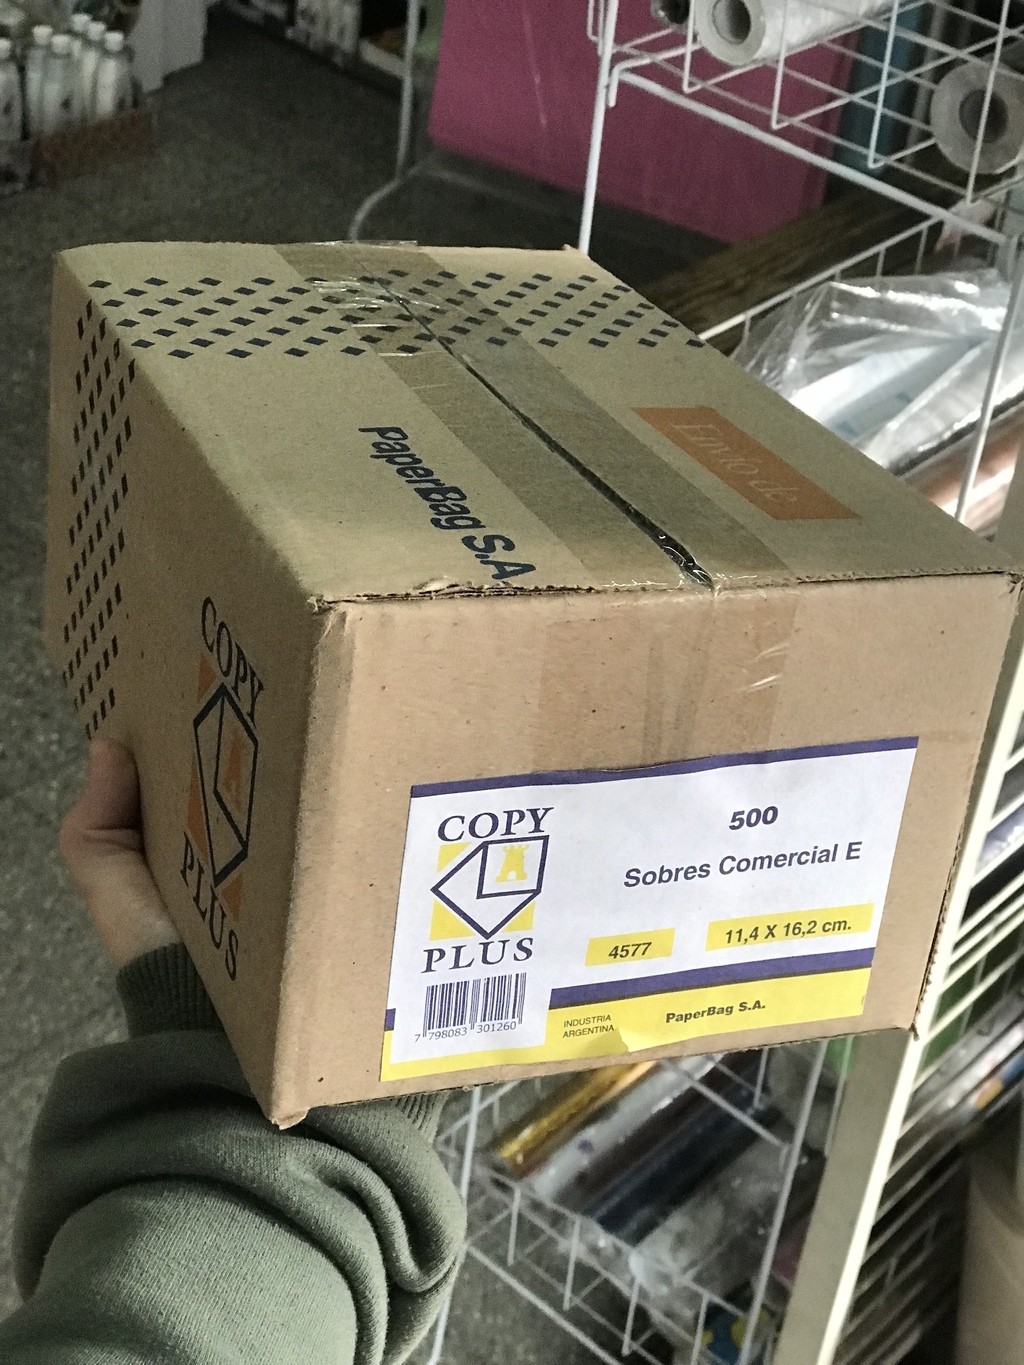 PaperBag S.A
Envío de
COPY
PLUS
COPY
PLUS
500
Sobres Comercial E
4577
11,4 X 16,2 cm.
7 798083 301260
INDUSTRIA
ARGENTINA
PaperBag S.A.